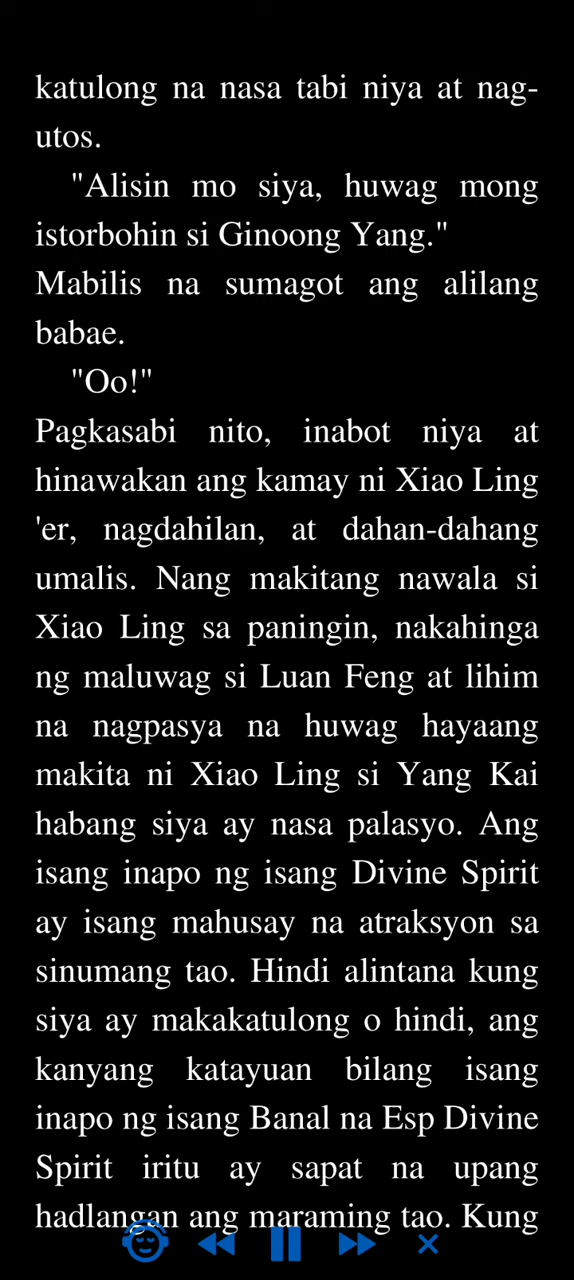 katulong na nasa tabi niya at nag-
utos.
"Alisin mo siya, huwag mong
istorbohin si Ginoong Yang."
Mabilis na sumagot ang alilang
babae.
"Oo!"
Pagkasabi nito, inabot niya at
hinawakan ang kamay ni Xiao Ling
'er, nagdahilan, at dahan-dahang
umalis. Nang makitang nawala si
Xiao Ling sa paningin, nakahinga
ng maluwag si Luan Feng at lihim
na nagpasya na huwag hayaang
makita ni Xiao Ling si Yang Kai
habang siya ay nasa palasyo. Ang
isang inapo ng isang Divine Spirit
ay isang mahusay na atraksyon sa
sinumang tao. Hindi alintana kung
siya ay makakatulong o hindi, ang
kanyang katayuan bilang isang
inapo ng isang Banal na Esp Divine
Spirit iritu ay sapat na upang
hadlangan ang maraming tao. Kung